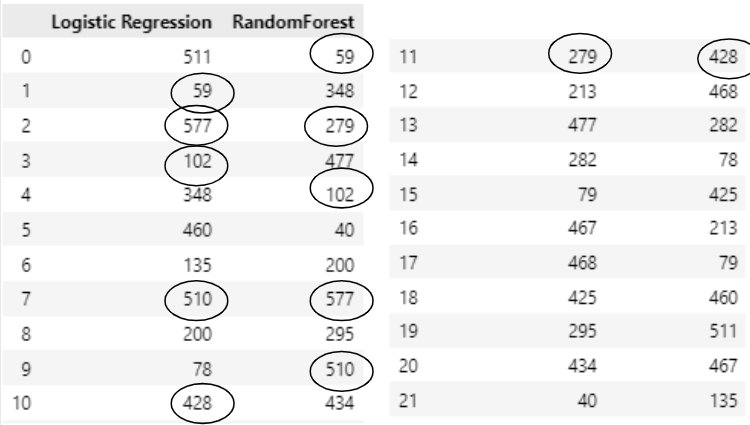 Logistic Regression RandomForest
0 511 59
1 59 348
2 577 279
3 102 477
4 348 102
5 460 40
6 135 200
7 510 577
8 200 295
9 78 510
10 428 434
11 279 428
12 213 468
13 477 282
14 282 78
15 79 425
16 467 213
17 468 79
18 425 460
19 295 511
20 434 467
21 40 135